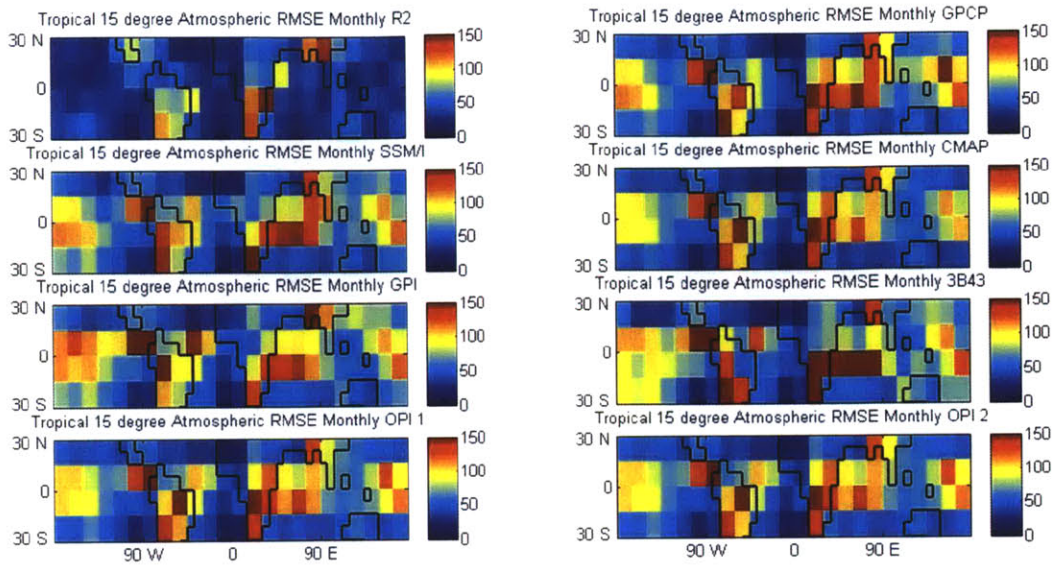 Tropical 15 degree Atmospheric RMSE Monthly R2
30 N
0
30 S
150
100
50
0
Tropical 15 degree Atmospheric RMSE Monthly SSM/I
30 N
0
30 S
150
100
50
0
Tropical 15 degree Atmospheric RMSE Monthly GPI
30 N
0
30 S
150
100
50
0
Tropical 15 degree Atmospheric RMSE Monthly OPI 1
30 N
0
30 S
150
100
50
0
90 W
0
90 E
Tropical 15 degree Atmospheric RMSE Monthly GPCP
30 N
0
30 S
150
100
50
0
Tropical 15 degree Atmospheric RMSE Monthly CMAP
30 N
0
30 S
150
100
50
0
Tropical 15 degree Atmospheric RMSE Monthly 3B43
30 N
0
30 S
150
100
50
0
Tropical 15 degree Atmospheric RMSE Monthly OPI 2
30 N
0
30 S
150
100
50
0
90 W
0
90 E